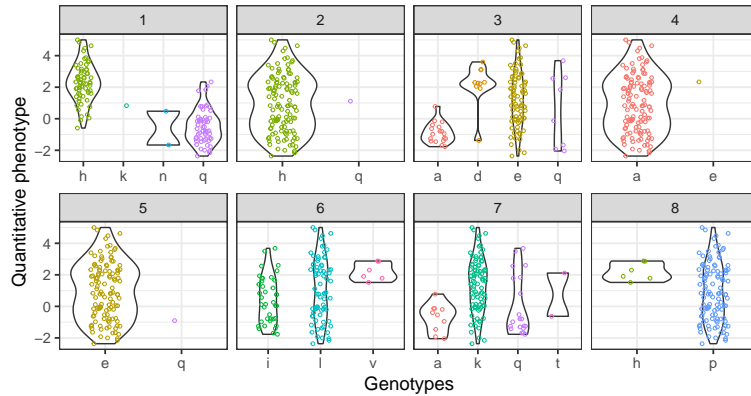 1 2 3 4
Quantitative phenotype
4
2
0
−2
h k n q h q a d e q a e
5 6 7 8
4
2
0
−2
e q i l v a k q t h p
Genotypes